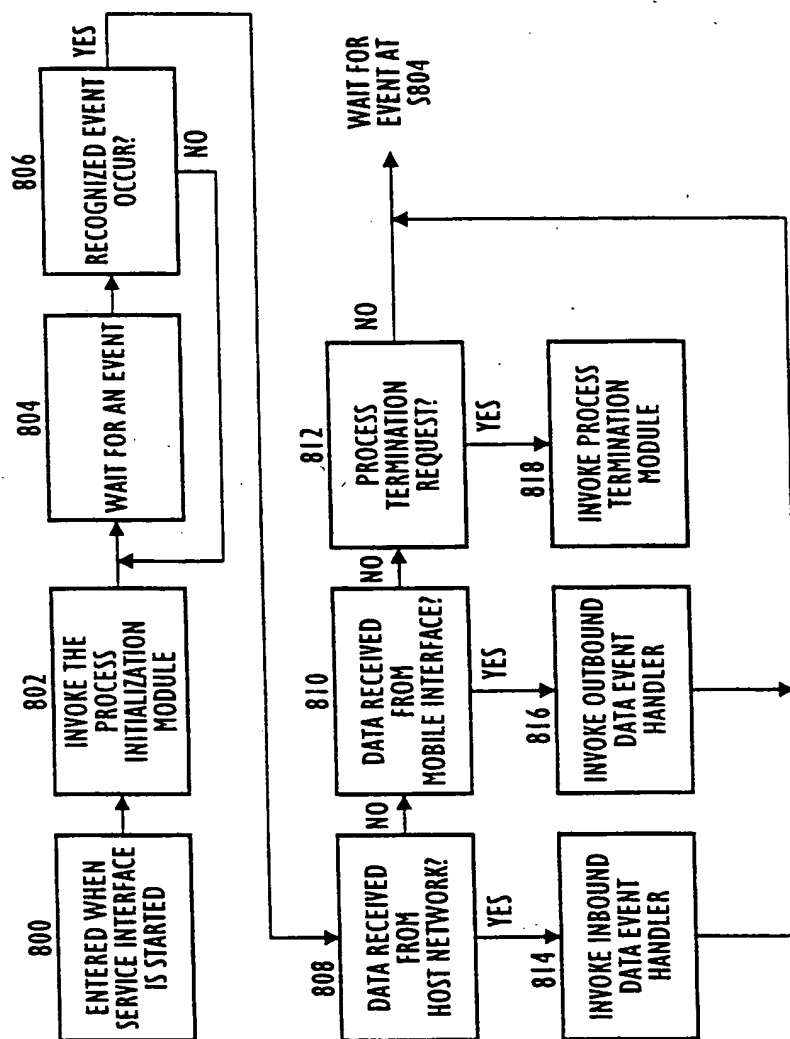 800
ENTERED WHEN
SERVICE INTERFACE
IS STARTED
802
INVOKE THE
PROCESS
INITIALIZATION
MODULE
804
WAIT FOR AN EVENT
806
RECOGNIZED EVENT
OCCUR?
YES
NO
808
DATA RECEIVED
FROM
HOST NETWORK?
NO
YES
810
DATA RECEIVED
FROM
MOBILE INTERFACE?
NO
YES
812
PROCESS
TERMINATION
REQUEST?
NO
YES
WAIT FOR
EVENT AT
S804
814
INVOKE INBOUND
DATA EVENT
HANDLER
816
INVOKE OUTBOUND
DATA EVENT
HANDLER
818
INVOKE PROCESS
TERMINATION
MODULE